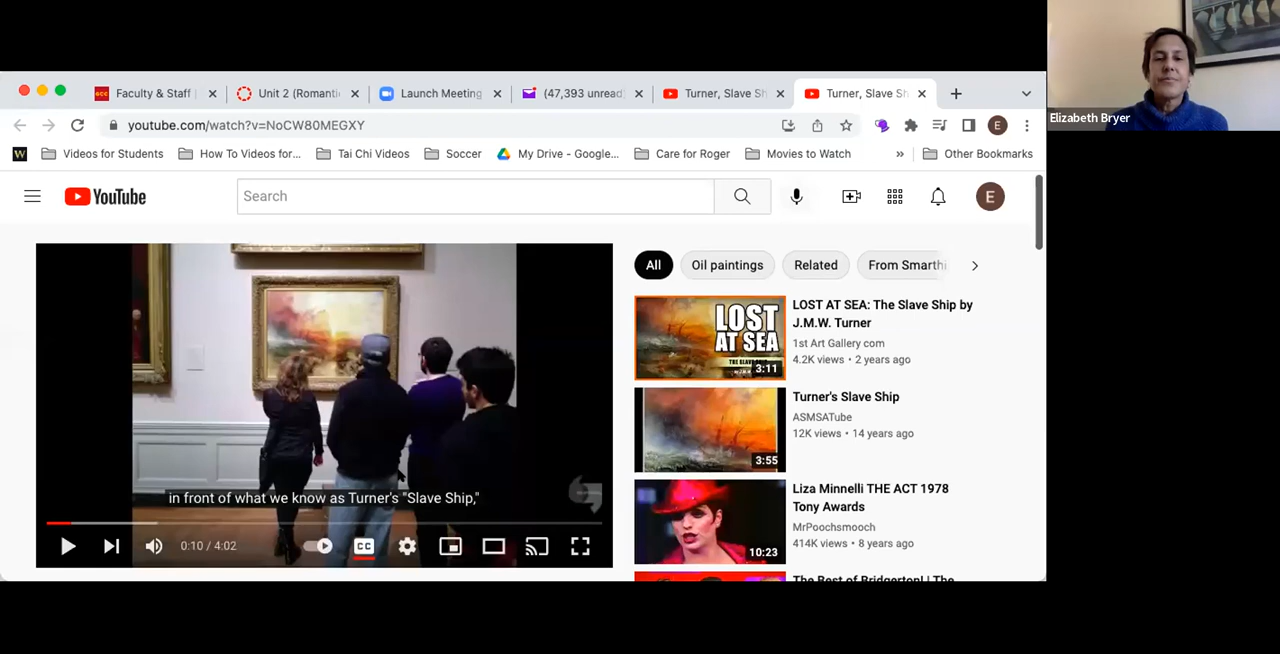 Faculty & Staff
Unit 2 (Romanti
Launch Meeting
(47,393 unread
Turner, Slave Sh
Turner, Slave Sh
youtube.com/watch?v=NoCW80MEGXY
E
W
Videos for Students
How To Videos for...
Tai Chi Videos
Soccer
My Drive - Google...
Care for Roger
Movies to Watch
»
Other Bookmarks
YouTube
Search
E
All
Oil paintings
Related
From Smarthi
in front of what we know as Turner's "Slave Ship,"
0:10 / 4:02
CC
LOST
AT SEA
3:11
LOST AT SEA: The Slave Ship by
J.M.W. Turner
1st Art Gallery com
4.2K views • 2 years ago
3:55
Turner's Slave Ship
ASMSATube
12K views • 14 years ago
10:23
Liza Minnelli THE ACT 1978
Tony Awards
MrPoochsmooch
414K views • 8 years ago
The Best of Bridgerton! | The
Elizabeth Bryer